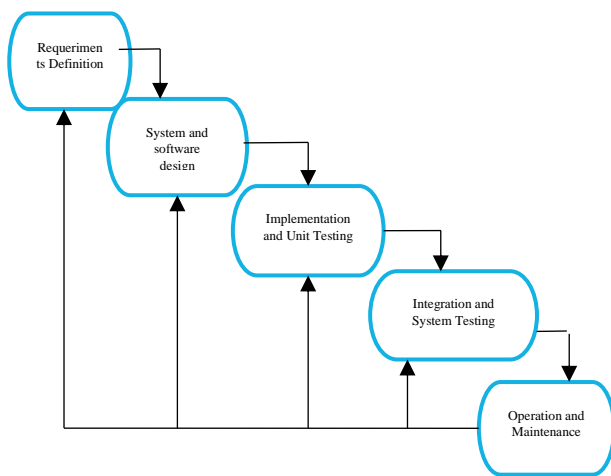 Requerimen
ts Definition
System and
software
design
Implementation
and Unit Testing
Integration and
System Testing
Operation and
Maintenance